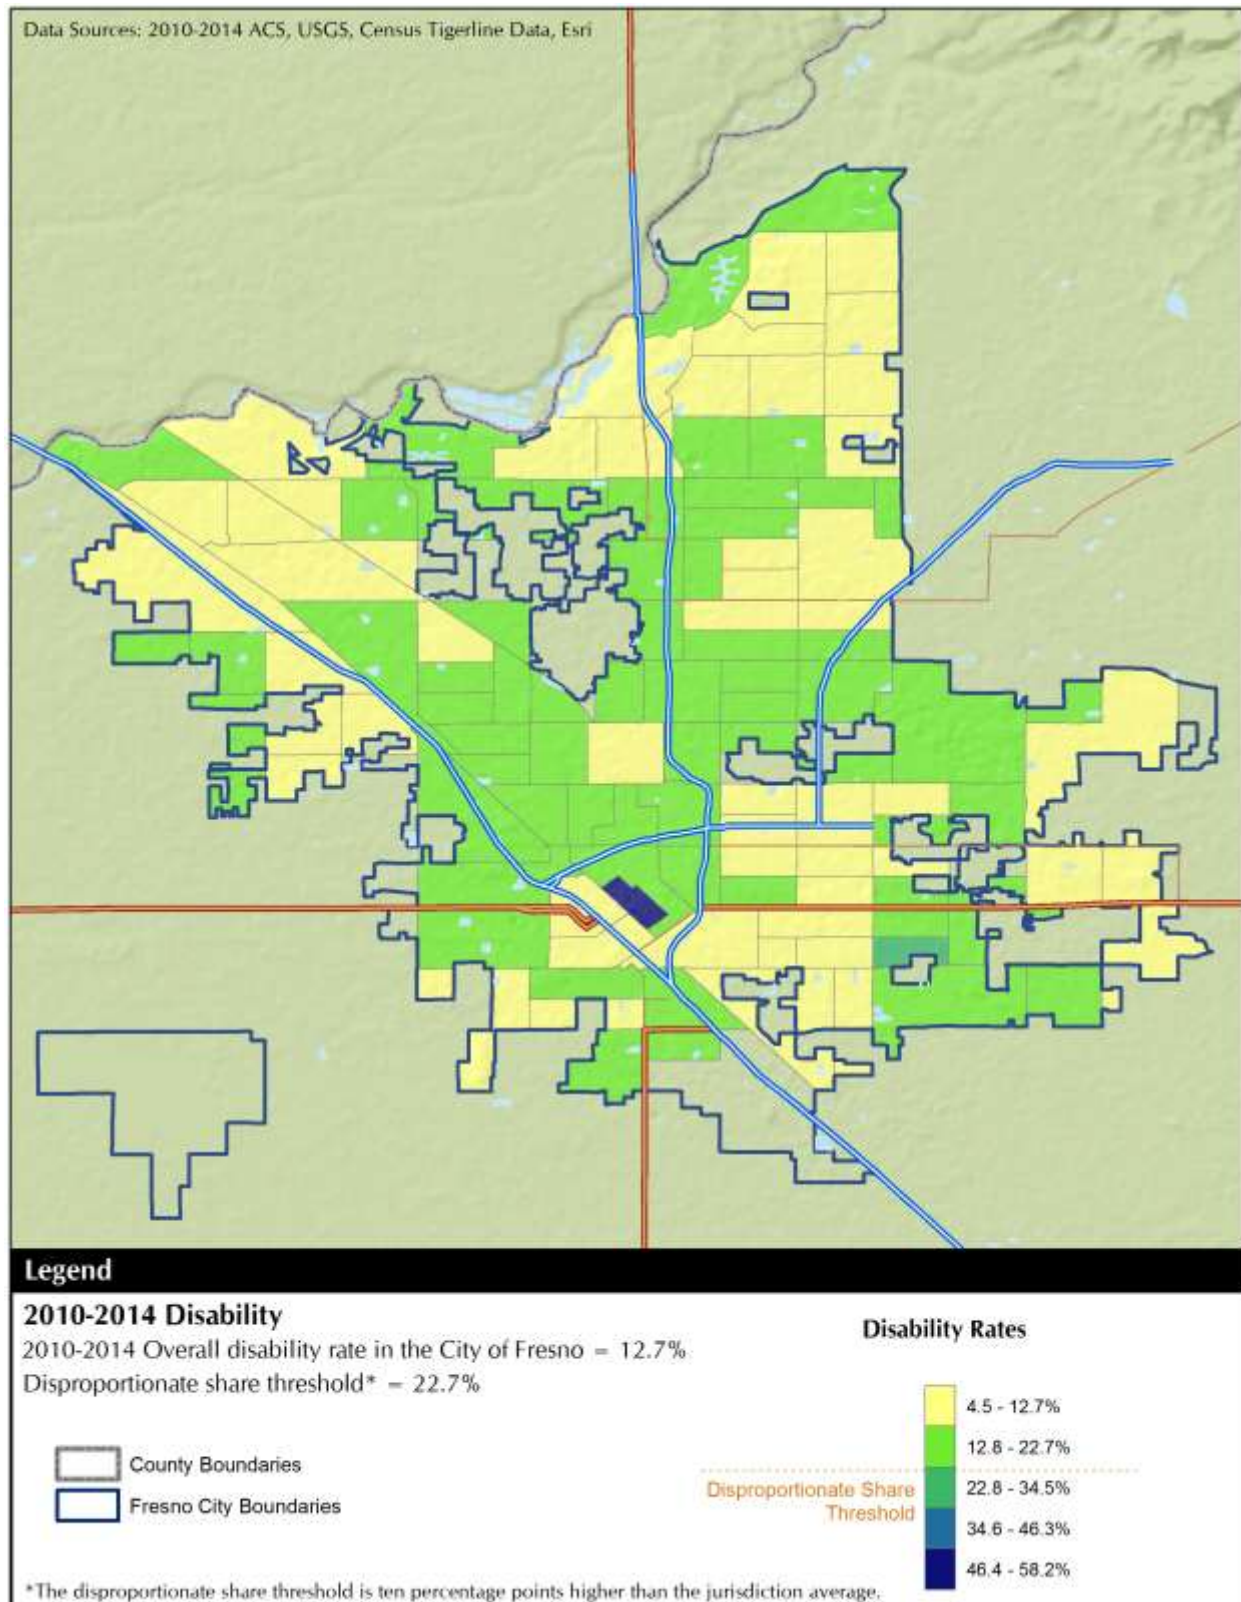 Data Sources: 2010-2014 ACS, USGS, Census Tigerline Data, Esri
Legend
2010-2014 Disability
2010-2014 Overall disability rate in the City of Fresno = 12.7%
Disproportionate share threshold* = 22.7%
County Boundaries
Fresno City Boundaries
Disability Rates
4.5 - 12.7%
12.8 - 22.7%
Disproportionate Share
Threshold
22.8 - 34.5%
34.6 - 46.3%
46.4 - 58.2%
*The disproportionate share threshold is ten percentage points higher than the jurisdiction average.